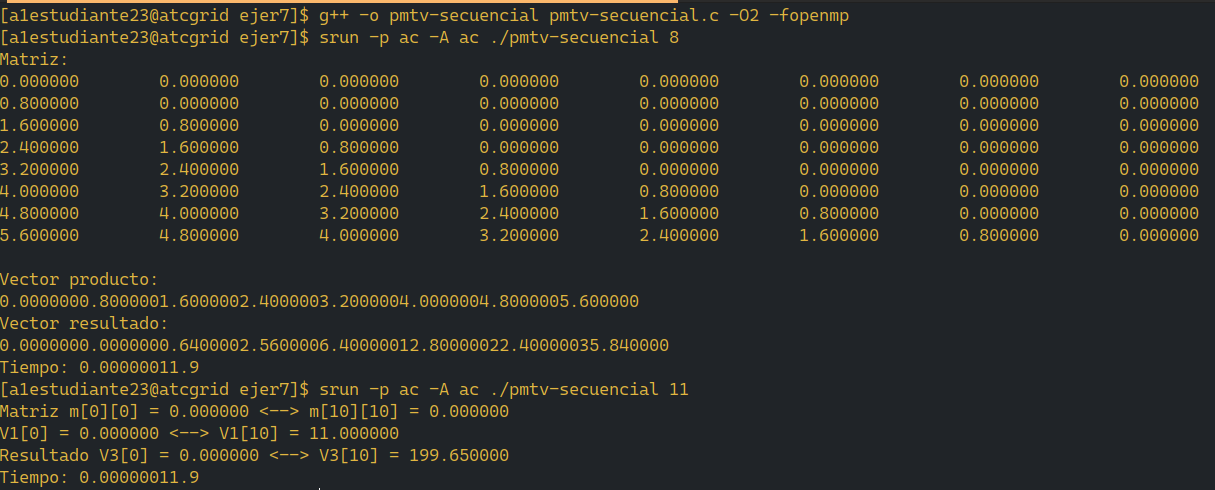 [a1estudiante23@atcgrid ejer7]$ g++ -o pmtv-secuencial pmtv-secuencial.c -O2 -fopenmp
[a1estudiante23@atcgrid ejer7]$ srun -p ac -A ac ./pmtv-secuencial 8
Matriz:
0.000000 0.000000 0.000000 0.000000 0.000000 0.000000 0.000000 0.000000
0.800000 0.000000 0.000000 0.000000 0.000000 0.000000 0.000000 0.000000
1.600000 0.800000 0.000000 0.000000 0.000000 0.000000 0.000000 0.000000
2.400000 1.600000 0.800000 0.000000 0.000000 0.000000 0.000000 0.000000
3.200000 2.400000 1.600000 0.800000 0.000000 0.000000 0.000000 0.000000
4.000000 3.200000 2.400000 1.600000 0.800000 0.000000 0.000000 0.000000
4.800000 4.000000 3.200000 2.400000 1.600000 0.800000 0.000000 0.000000
5.600000 4.800000 4.000000 3.200000 2.400000 1.600000 0.800000 0.000000
Vector producto:
0.0000000.8000001.6000002.4000003.2000004.0000004.8000005.600000
Vector resultado:
0.0000000.0000000.6400002.5600006.40000012.80000022.40000035.840000
Tiempo: 0.00000011.9
[a1estudiante23@atcgrid ejer7]$ srun -p ac -A ac ./pmtv-secuencial 11
Matriz m[0][0] = 0.000000 <--> m[10][10] = 0.000000
V1[0] = 0.000000 <--> V1[10] = 11.000000
Resultado V3[0] = 0.000000 <--> V3[10] = 199.650000
Tiempo: 0.00000011.9